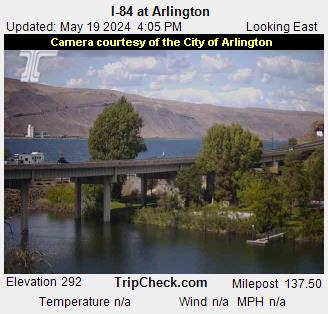 I-84 at Arlington
Updated: May 19 2024 4:05 PM Looking East
Camera courtesy of the City of Arlington
Elevation 292 TripCheck.com Milepost 137.50
Temperature n/a Wind n/a MPH n/a